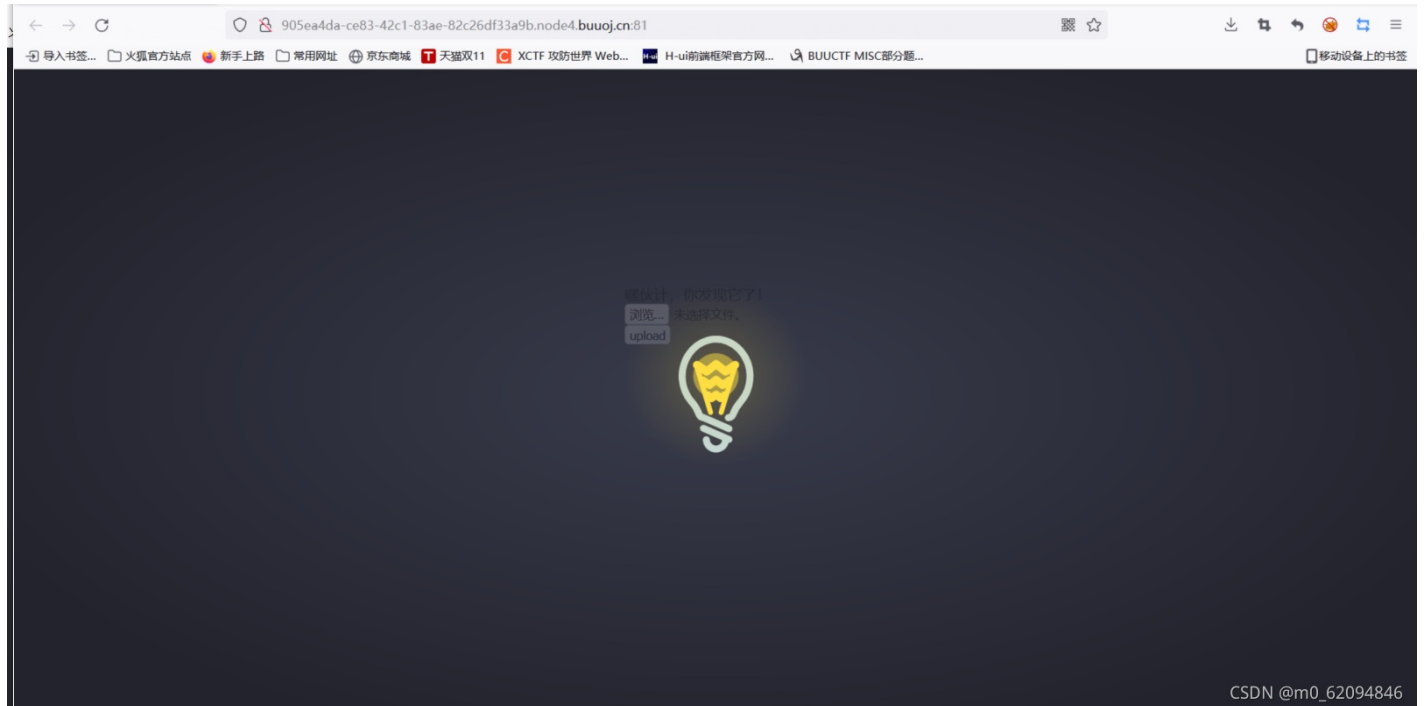 905ea4da-ce83-42c1-83ae-82c26df33a9b.node4.buuoj.cn:81
导入书签... 火狐官方站点 新手上路 常用网址 京东商城 天猫双11 XCTF 攻防世界 Web... H-ui前端框架官方网... BUUCTF MISC部分题... 移动设备上的书签
嘿伙计，你发现它了！
浏览... 未选择文件。
upload
CSDN @m0_62094846